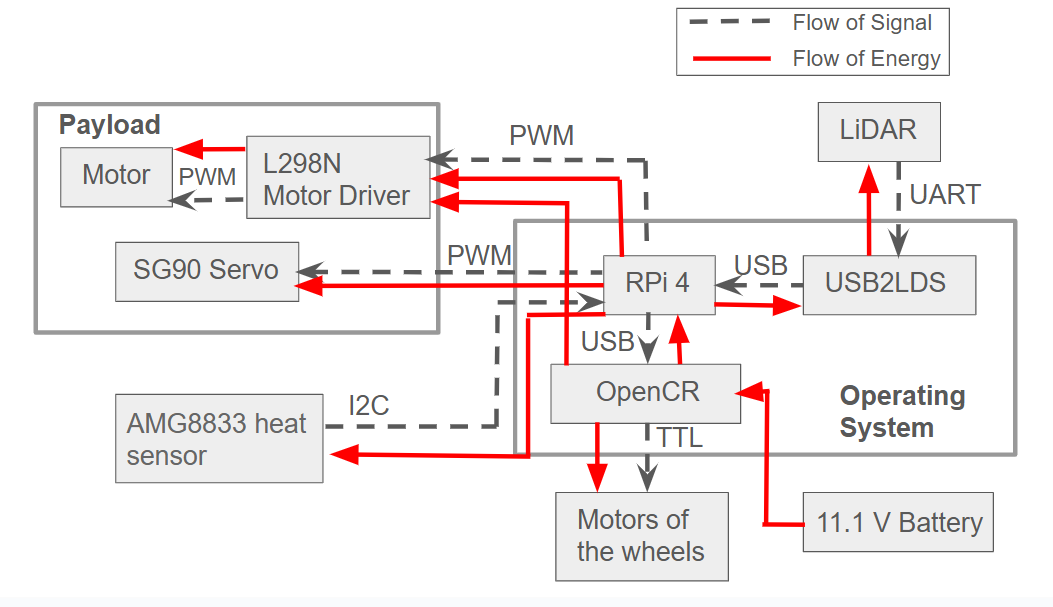 Flow of Signal
Flow of Energy
Payload
Motor
PWM
L298N
Motor Driver
PWM
LiDAR
UART
SG90 Servo
PWM
RPi 4
USB
USB2LDS
USB
OpenCR
Operating
System
AMG8833 heat
sensor
I2C
TTL
Motors of
the wheels
11.1 V Battery